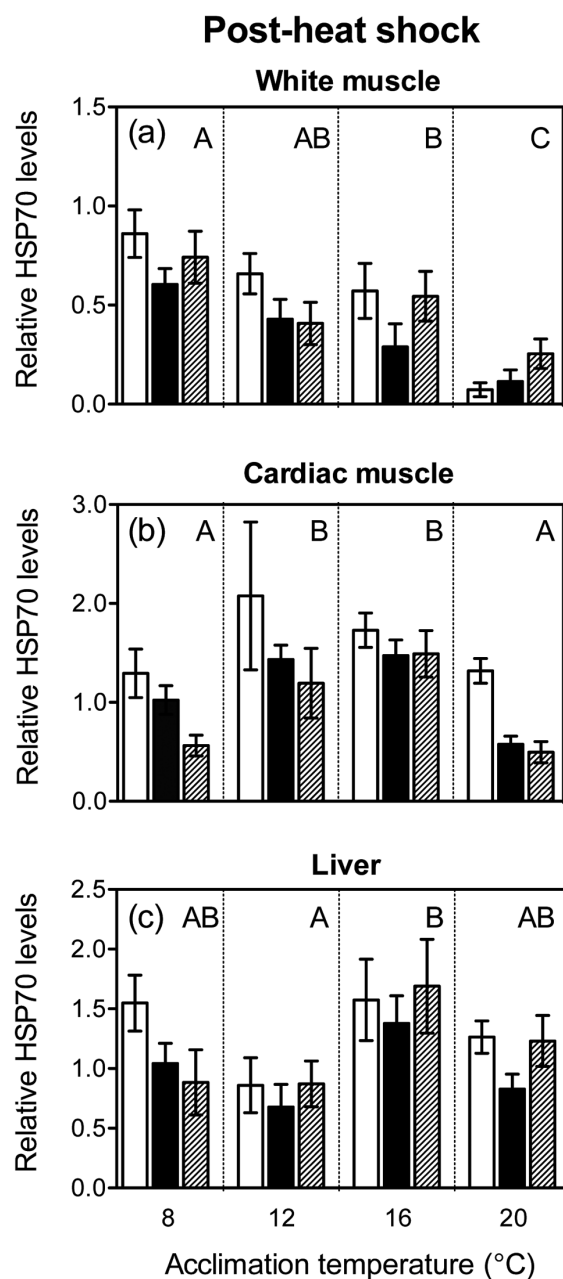 Post-heat shock
White muscle
Relative HSP70 levels
1.5
1.0
0.5
0.0
(a) A AB B C
Cardiac muscle
Relative HSP70 levels
3.0
2.0
1.0
0.0
(b) A B B A
Liver
Relative HSP70 levels
2.5
2.0
1.5
1.0
0.5
0.0
(c) AB A B AB
8 12 16 20
Acclimation temperature (°C)